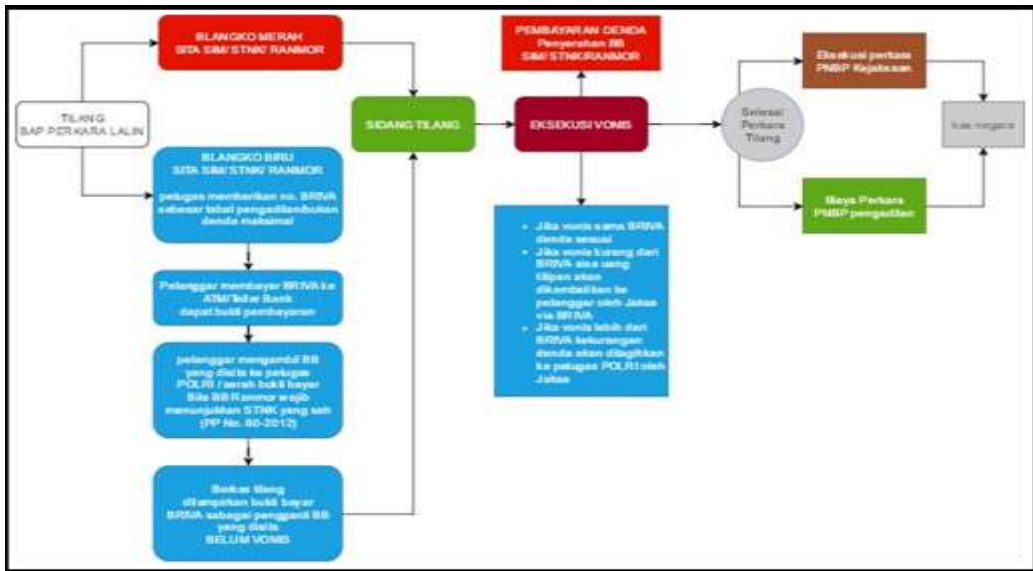 BLANGKO MERAH
SITA SIM/ STNK/ RANMOR
PEMBAYARAN DENDA
Penyerahan BB
SIM/STNK/RANMOR
Eksekusi perkara
PNBP Kejaksaan
TILANG
BAP PERKARA LALIN
SIDANG TILANG
EKSEKUSI VONIS
Selesai
Perkara
Tilang
kas negara
BLANGKO BIRU
SITA SIM/ STNK/ RANMOR
petugas memberikan no. BRIVA
sebesar tabel pengadilan/bukan
denda maksimal
Biaya Perkara
PNBP pengadilan
Pelanggar membayar BRIVA ke
ATM/Teller Bank
dapat bukti pembayaran
• Jika vonis sama BRIVA
denda sesuai
• Jika vonis kurang dari
BRIVA sisa uang
titipan akan
dikembalikan ke
pelanggar oleh Jaksa
via BRIVA
• Jika vonis lebih dari
BRIVA kekurangan
denda akan ditagihkan
ke petugas POLRI oleh
Jaksa
pelanggar mengambil BB
yang disita ke petugas
POLRI / serah bukti bayar
Bila BB Ranmor wajib
menunjukan STNK yang sah
(PP No. 80-2012)
Berkas tilang
dilampirkan bukti bayar
BRIVA sebagai pengganti BB
yang disita
BELUM VONIS